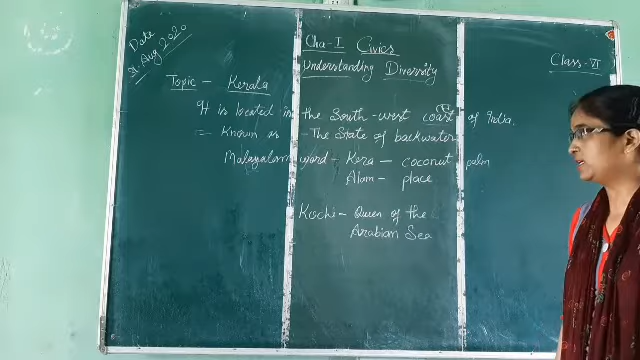 Date
Aug 2020
Cha-I Civics
Understanding Diversity
Class-VI
Topic - Kerala
It is located in the South-west coast of India.
= Known as - The State of backwater
Malayalam word - Kera - coconut palm
Alam - place
Kochi - Queen of the
Arabian Sea